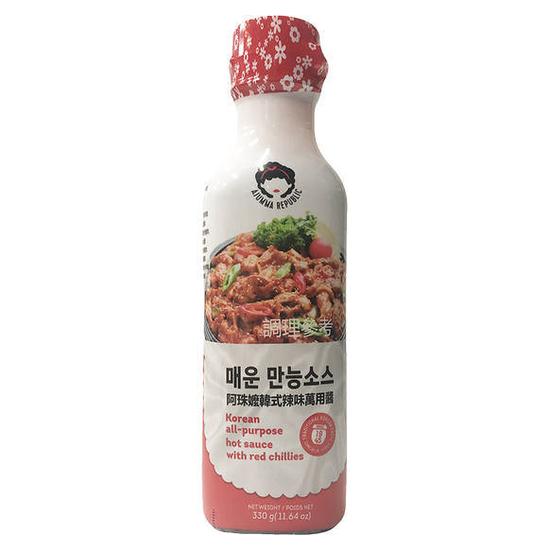 AJUMMA REPUBLIC
調理參考
매운 만능소스
阿珠嬤韓式辣味萬用醬
Korean
all-purpose
hot sauce
with red chillies
NET WEIGHT / POIDS NET
330 g(11.64 oz)